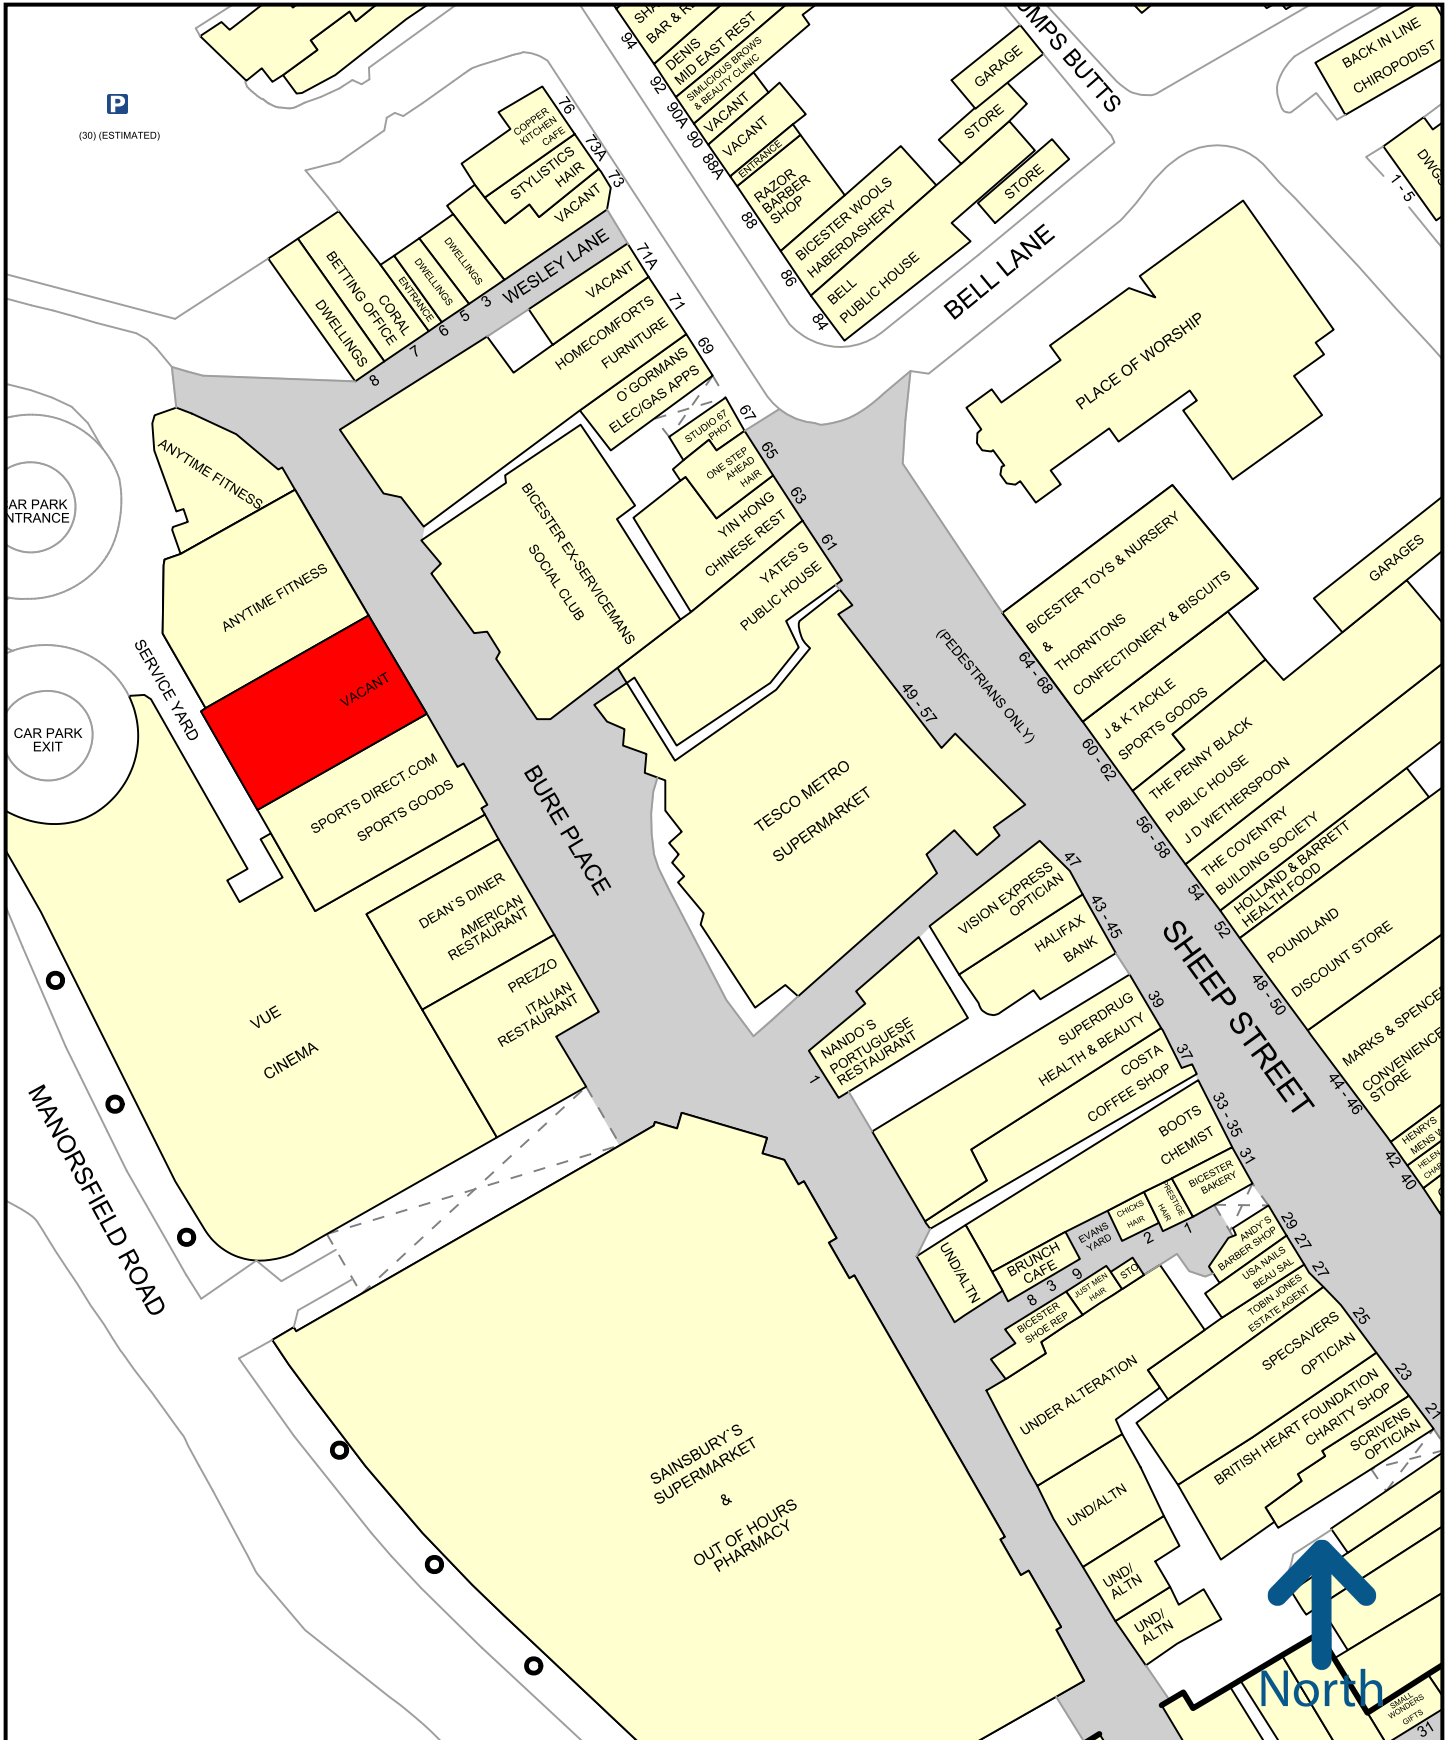 P
(30) (ESTIMATED)
94
BAR &
DENIS
MID EAST REST
92
SIMLICIOUS BROWS
& BEAUTY CLINIC
90A
VACANT
90
VACANT
88A
ENTRANCE
RAZOR
BARBER
SHOP
88
BICESTER WOOLS
HABERDASHERY
86
BELL
PUBLIC HOUSE
84
GARAGE
STORE
STORE
BUTTS
BACK IN LINE
CHIROPODIST
1 - 5
BELL LANE
PLACE OF WORSHIP
COPPER
KITCHEN
CAFE
76
STYLISTICS
HAIR
73A
VACANT
73
WESLEY LANE
DWELLINGS
3
DWELLINGS
5
ENTRANCE
6
CORAL
BETTING OFFICE
7
DWELLINGS
8
VACANT
71A
HOMECOMFORTS
FURNITURE
71
O`GORMANS
ELEC/GAS APPS
69
STUDIO 67
PHOT
67
ONE STEP
AHEAD
HAIR
65
YIN HONG
CHINESE REST
63
YATES'S
PUBLIC HOUSE
61
BICESTER EX-SERVICEMANS
SOCIAL CLUB
ANYTIME FITNESS
ANYTIME FITNESS
VACANT
SPORTS DIRECT.COM
SPORTS GOODS
SERVICE YARD
CAR PARK
EXIT
BURE PLACE
TESCO METRO
SUPERMARKET
49 - 57
(PEDESTRIANS ONLY)
BICESTER TOYS & NURSERY
&
THORNTONS
CONFECTIONERY & BISCUITS
64 - 68
GARAGES
J & K TACKLE
SPORTS GOODS
60 - 62
THE PENNY BLACK
PUBLIC HOUSE
J D WETHERSPOON
56 - 58
THE COVENTRY
BUILDING SOCIETY
54
HOLLAND & BARRETT
HEALTH FOOD
52
POUNDLAND
DISCOUNT STORE
48 - 50
MARKS &
CONVENIENCE
STORE
44 - 46
HENRYS
MENS
42
HELEN
40
SHEEP STREET
DEAN`S DINER
AMERICAN
RESTAURANT
PREZZO
ITALIAN
RESTAURANT
VUE
CINEMA
MANORSFIELD ROAD
VISION EXPRESS
OPTICIAN
47
HALIFAX
BANK
43 - 45
NANDO`S
PORTUGUESE
RESTAURANT
1
SUPERDRUG
HEALTH & BEAUTY
39
COSTA
COFFEE SHOP
37
BOOTS
CHEMIST
33 - 35
BICESTER
BAKERY
31
PRESTIGE
HAIR
1
CHICKS
HAIR
2
EVANS
YARD
BRUNCH
CAFE
UND/ALTN
8
3
9
BICESTER
SHOE REP
JUST MEN
HAIR
STO
ANDY'S
BARBER SHOP
29
USA NAILS
BEAU SAL
27
TOBIN JONES
ESTATE AGENT
27
SPECSAVERS
OPTICIAN
25
BRITISH HEART FOUNDATION
CHARITY SHOP
23
SCRIVENS
OPTICIAN
21
UNDER ALTERATION
UND/ALTN
UND/
ALTN
UND/
ALTN
SAINSBURY`S
SUPERMARKET
&
OUT OF HOURS
PHARMACY
North
SMALL
WONDERS
GIFTS
31